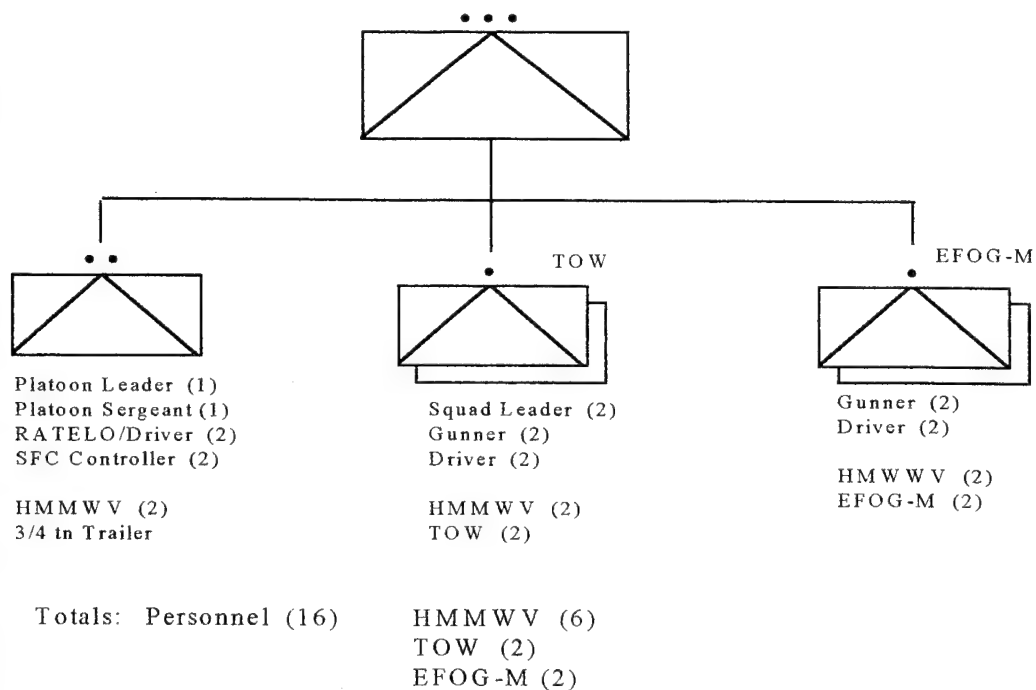 TOW
EFOG-M
Platoon Leader (1)
Platoon Sergeant (1)
RATELO/Driver (2)
SFC Controller (2)
HMMWV (2)
3/4 tn Trailer
Squad Leader (2)
Gunner (2)
Driver (2)
HMMWV (2)
TOW (2)
Gunner (2)
Driver (2)
HMWWV (2)
EFOG-M (2)
Totals: Personnel (16)
HMMWV (6)
TOW (2)
EFOG-M (2)